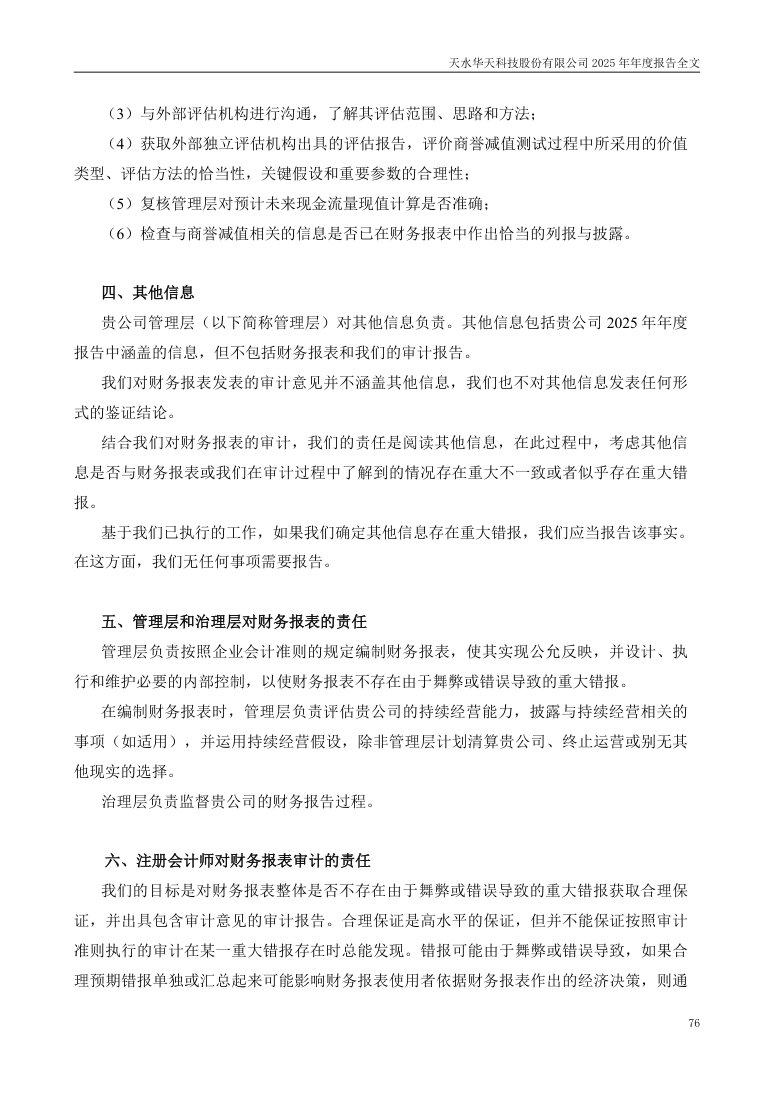 天水华天科技股份有限公司 2025 年年度报告全文
（3）与外部评估机构进行沟通，了解其评估范围、思路和方法；
（4）获取外部独立评估机构出具的评估报告，评价商誉减值测试过程中所采用的价值
类型、评估方法的恰当性，关键假设和重要参数的合理性；
（5）复核管理层对预计未来现金流量现值计算是否准确；
（6）检查与商誉减值相关的信息是否已在财务报表中作出恰当的列报与披露。
四、其他信息
贵公司管理层（以下简称管理层）对其他信息负责。其他信息包括贵公司 2025 年年度
报告中涵盖的信息，但不包括财务报表和我们的审计报告。
我们对财务报表发表的审计意见并不涵盖其他信息，我们也不对其他信息发表任何形
式的鉴证结论。
结合我们对财务报表的审计，我们的责任是阅读其他信息，在此过程中，考虑其他信
息是否与财务报表或我们在审计过程中了解到的情况存在重大不一致或者似乎存在重大错
报。
基于我们已执行的工作，如果我们确定其他信息存在重大错报，我们应当报告该事实。
在这方面，我们无任何事项需要报告。
五、管理层和治理层对财务报表的责任
管理层负责按照企业会计准则的规定编制财务报表，使其实现公允反映，并设计、执
行和维护必要的内部控制，以使财务报表不存在由于舞弊或错误导致的重大错报。
在编制财务报表时，管理层负责评估贵公司的持续经营能力，披露与持续经营相关的
事项（如适用），并运用持续经营假设，除非管理层计划清算贵公司、终止运营或别无其
他现实的选择。
治理层负责监督贵公司的财务报告过程。
六、注册会计师对财务报表审计的责任
我们的目标是对财务报表整体是否不存在由于舞弊或错误导致的重大错报获取合理保
证，并出具包含审计意见的审计报告。合理保证是高水平的保证，但并不能保证按照审计
准则执行的审计在某一重大错报存在时总能发现。错报可能由于舞弊或错误导致，如果合
理预期错报单独或汇总起来可能影响财务报表使用者依据财务报表作出的经济决策，则通
76